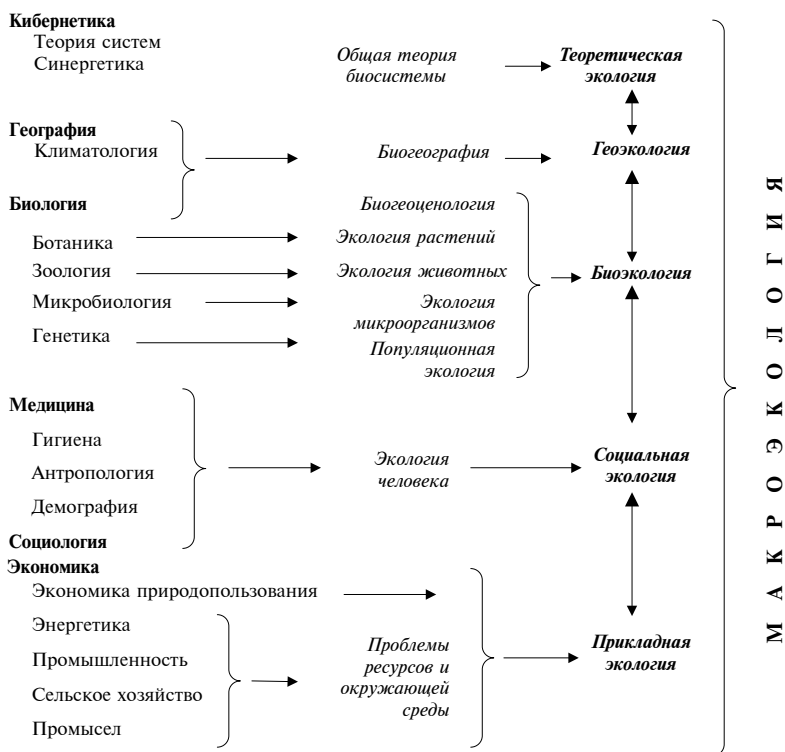 Кибернетика
Теория систем
Синергетика
Общая теория
биосистемы
Теоретическая
экология
География
Климатология
Биогеография
Геоэкология
Биология
Биогеоценология
Ботаника
Экология растений
Зоология
Экология животных
Биоэкология
Микробиология
Экология
микроорганизмов
Генетика
Популяционная
экология
Медицина
Гигиена
Антропология
Демография
Экология
человека
Социальная
экология
Социология
Экономика
Экономика природопользования
Энергетика
Промышленность
Сельское хозяйство
Промысел
Проблемы
ресурсов и
окружающей
среды
Прикладная
экология
МАКРОЭКОЛОГИЯ